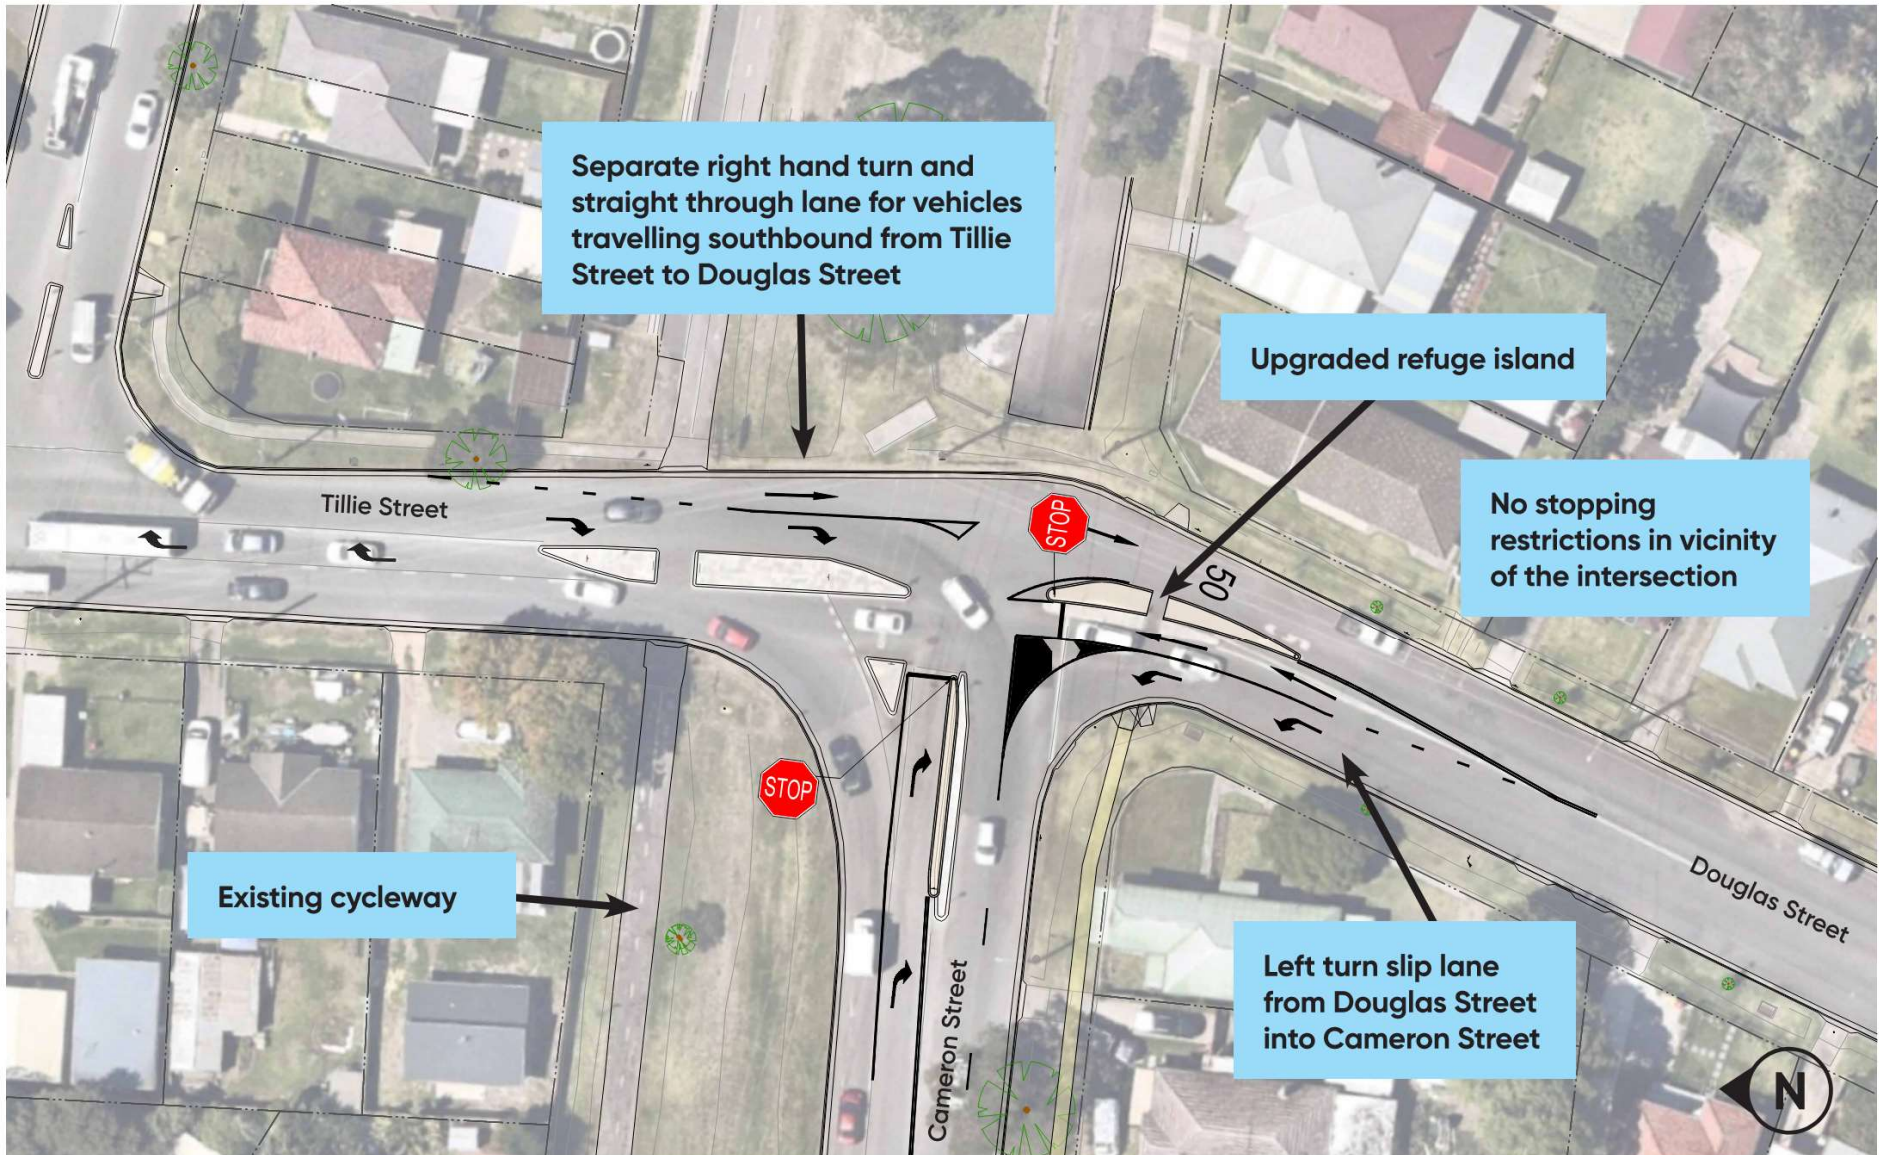 Separate right hand turn and
straight through lane for vehicles
travelling southbound from Tillie
Street to Douglas Street
Upgraded refuge island
No stopping
restrictions in vicinity
of the intersection
Tillie Street
STOP
50
STOP
Existing cycleway
Cameron Street
Douglas Street
Left turn slip lane
from Douglas Street
into Cameron Street
N